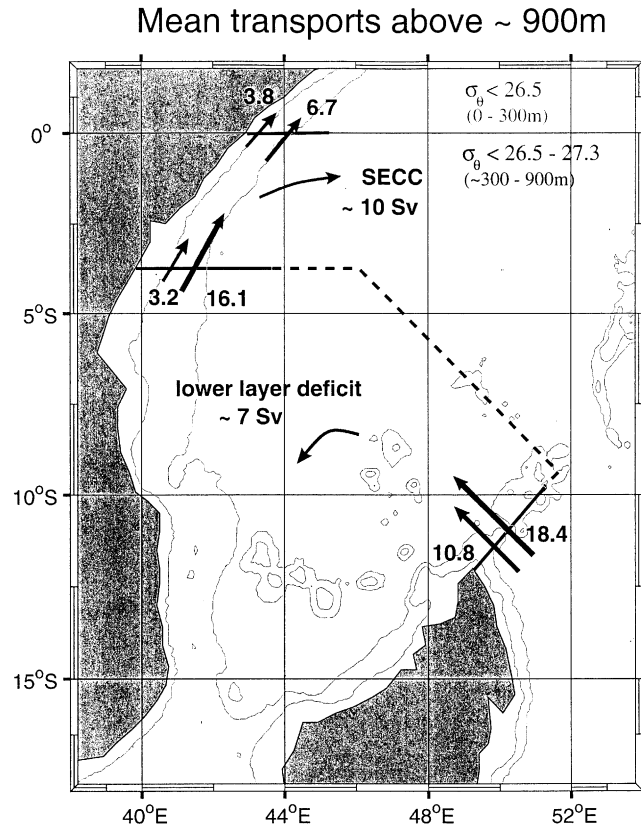 Mean transports above ~ 900m
3.8
6.7
σθ < 26.5
(0 - 300m)
0°
σθ < 26.5 - 27.3
(~300 - 900m)
SECC
~ 10 Sv
3.2
16.1
5°S
lower layer deficit
~ 7 Sv
10°S
18.4
10.8
15°S
40°E
44°E
48°E
52°E